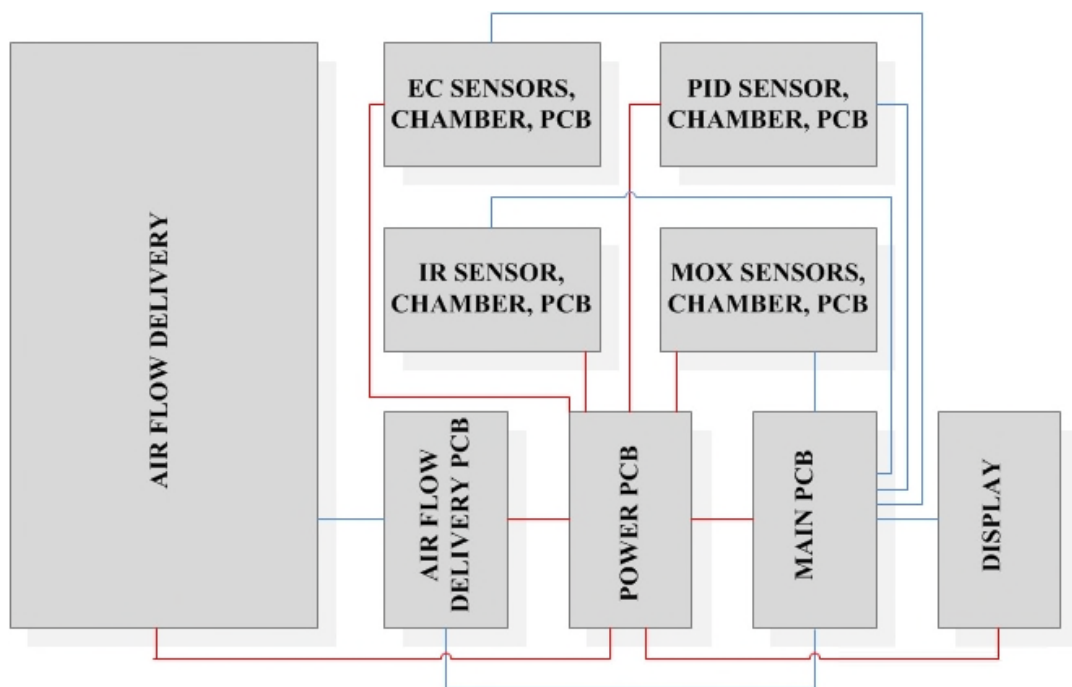 EC SENSORS,
CHAMBER, PCB
PID SENSOR,
CHAMBER, PCB
AIR FLOW DELIVERY
IR SENSOR,
CHAMBER, PCB
MOX SENSORS,
CHAMBER, PCB
AIR FLOW
DELIVERY PCB
POWER PCB
MAIN PCB
DISPLAY